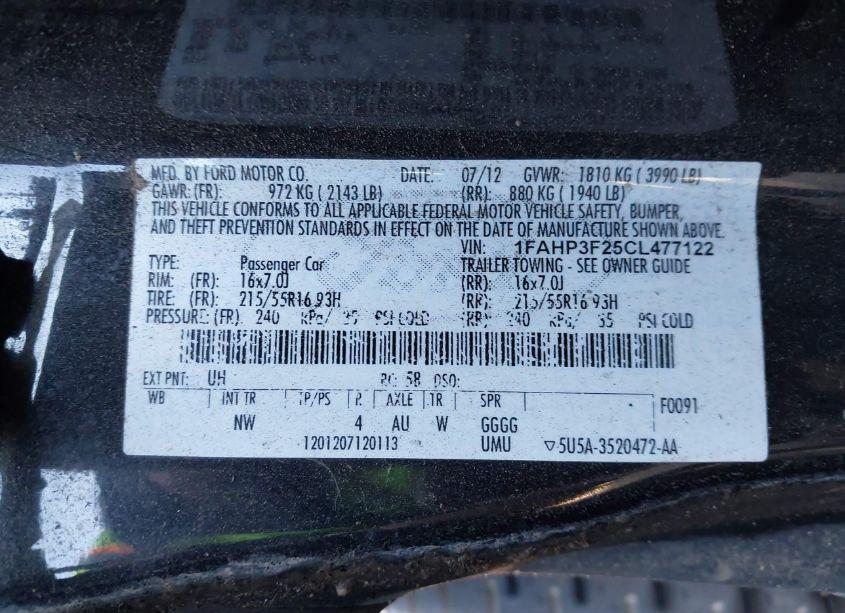 MFD. BY FORD MOTOR CO. DATE: 07/12 GVWR: 1810 KG ( 3990 LB)
GAWR: (FR): 972 KG ( 2143 LB) (RR): 880 KG ( 1940 LB)
THIS VEHICLE CONFORMS TO ALL APPLICABLE FEDERAL MOTOR VEHICLE SAFETY, BUMPER,
AND THEFT PREVENTION STANDARDS IN EFFECT ON THE DATE OF MANUFACTURE SHOWN ABOVE.
VIN: 1FAHP3F25CL477122
TYPE: Passenger Car TRAILER TOWING - SEE OWNER GUIDE
RIM: (FR): 16x7.0J (RR): 16x7.0J
TIRE: (FR): 215/55R16 93H (RR): 215/55R16 93H
PRESSURE: (FR) 240 kPa/ 35 PSI COLD (RR) 240 kPa/ 35 PSI COLD
EXT PNT: UH RC: 58 DSO:
WB INT TR TP/PS R AXLE TR SPR F0091
NW 4 AU W GGGG
1201207120113 UMU ▽5U5A-3520472-AA